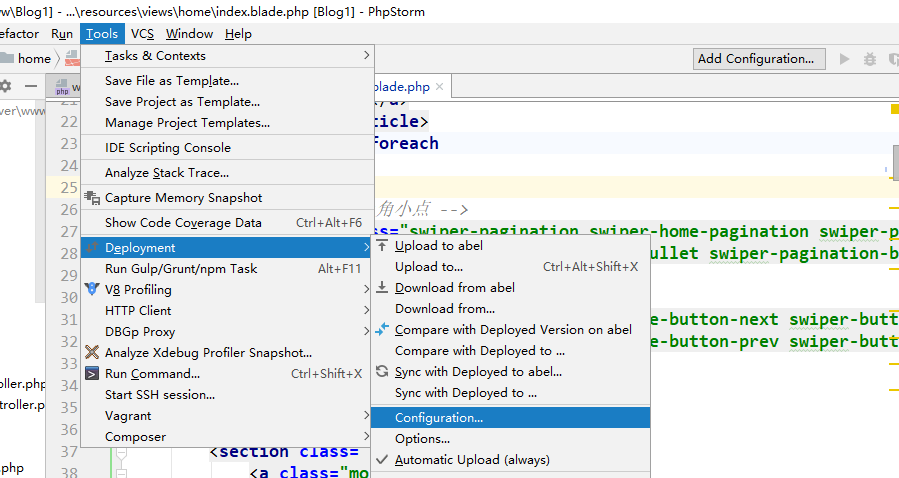 w\Blog1] - ...\resources\views\home\index.blade.php [Blog1] - PhpStorm
efactor Run Tools VCS Window Help
home
Add Configuration...
Tasks & Contexts
Save File as Template...
Save Project as Template...
Manage Project Templates...
IDE Scripting Console
Analyze Stack Trace...
Capture Memory Snapshot
Show Code Coverage Data Ctrl+Alt+F6
Deployment
Run Gulp/Grunt/npm Task Alt+F11
V8 Profiling
HTTP Client
DBGp Proxy
Analyze Xdebug Profiler Snapshot...
Run Command... Ctrl+Shift+X
Start SSH session...
Vagrant
Composer
Upload to abel
Upload to... Ctrl+Alt+Shift+X
Download from abel
Download from...
Compare with Deployed Version on abel
Compare with Deployed to ...
Sync with Deployed to abel...
Sync with Deployed to ...
Configuration...
Options...
Automatic Upload (always)
php w
blade.php
ver\www
oller.php
troller.p
.php
21 /a>
22 ticle>
23 foreach
24
25
26 角小点 -->
27 ss="swiper-pagination swiper-home-pagination swiper-p
28 ullet swiper-pagination-b
29
30
31 e-button-next swiper-butt
32 e-button-prev swiper-butt
33
34
35
36
37 <section class=
38 <a class="mo